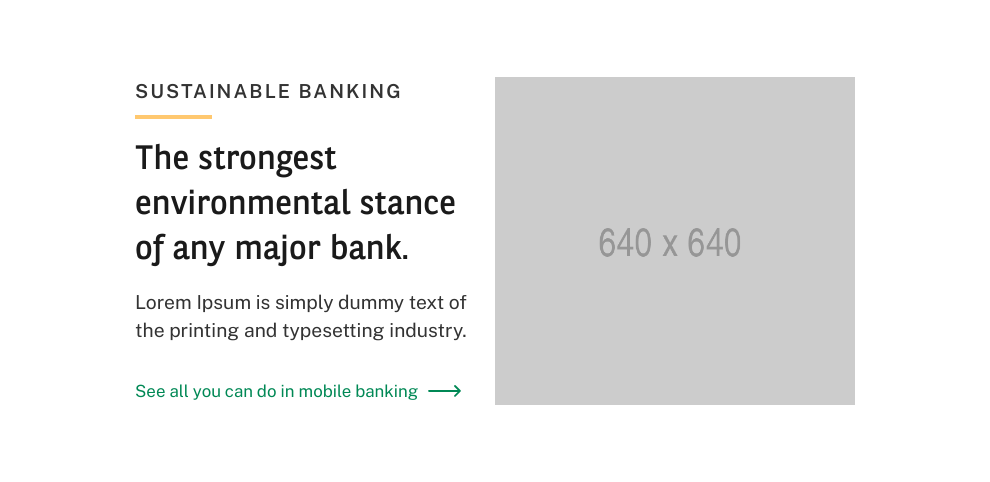 SUSTAINABLE BANKING
The strongest
environmental stance
of any major bank.
Lorem Ipsum is simply dummy text of
the printing and typesetting industry.
See all you can do in mobile banking
640 x 640